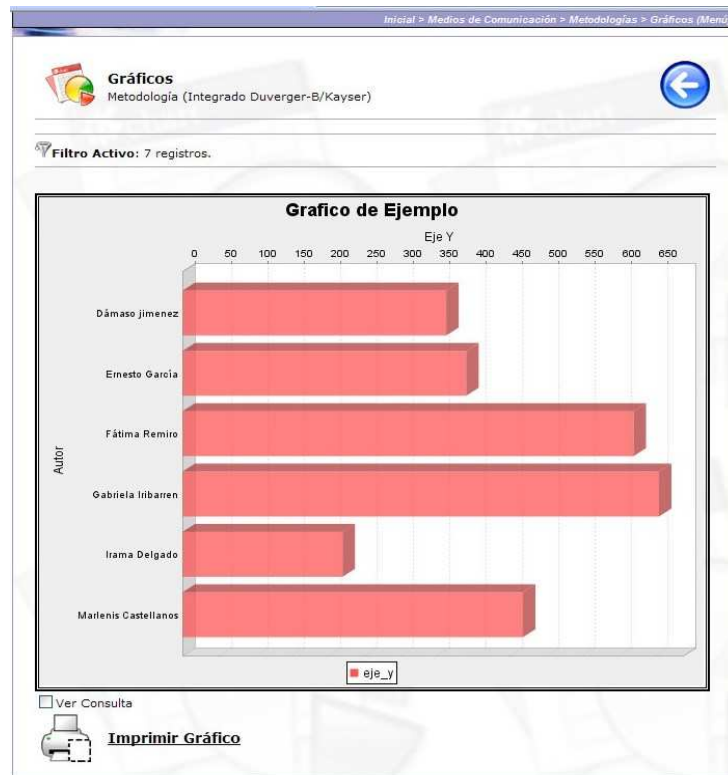 Inicial > Medios de Comunicación > Metodologías > Gráficos (Menú
Gráficos
Metodología (Integrado Duverger-B/Kayser)
Filtro Activo: 7 registros.
Grafico de Ejemplo
Eje Y
0 50 100 150 200 250 300 350 400 450 500 550 600 650
Dámaso jimenez
Ernesto García
Fátima Remiro
Autor
Gabriela Iribarren
Irama Delgado
Marlenis Castellanos
eje_y
Ver Consulta
Imprimir Gráfico